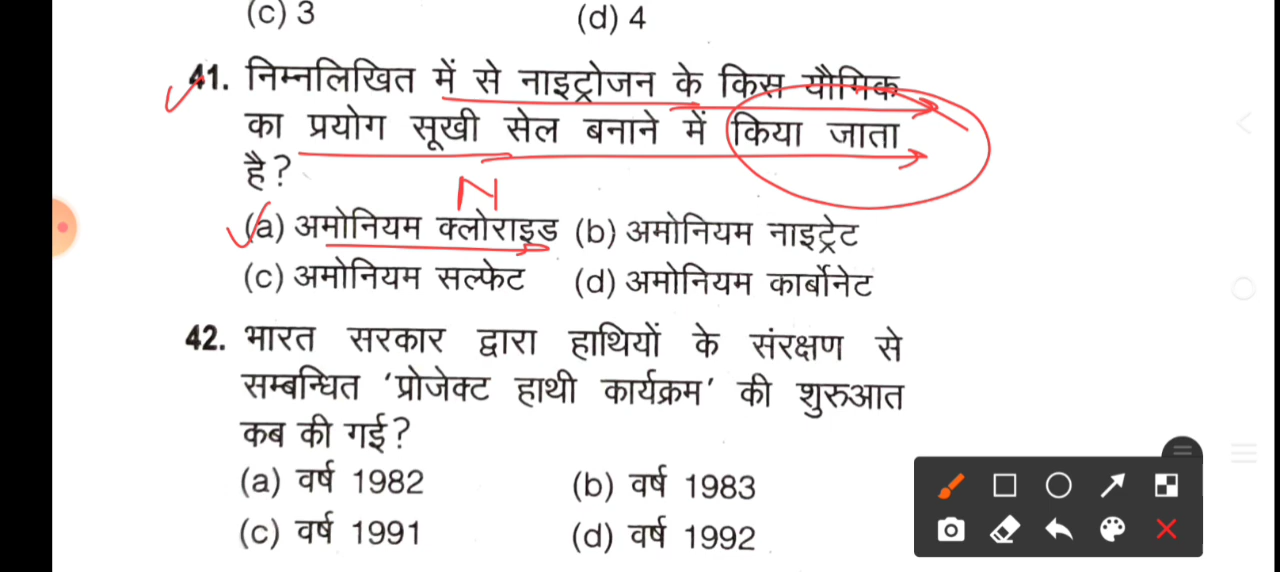 (c) 3 (d) 4
41. निम्नलिखित में से नाइट्रोजन के किस यौगिक
का प्रयोग सूखी सेल बनाने में किया जाता
है?
N
(a) अमोनियम क्लोराइड (b) अमोनियम नाइट्रेट
(c) अमोनियम सल्फेट (d) अमोनियम कार्बोनेट
42. भारत सरकार द्वारा हाथियों के संरक्षण से
सम्बन्धित ‘प्रोजेक्ट हाथी कार्यक्रम’ की शुरुआत
कब की गई?
(a) वर्ष 1982 (b) वर्ष 1983
(c) वर्ष 1991 (d) वर्ष 1992